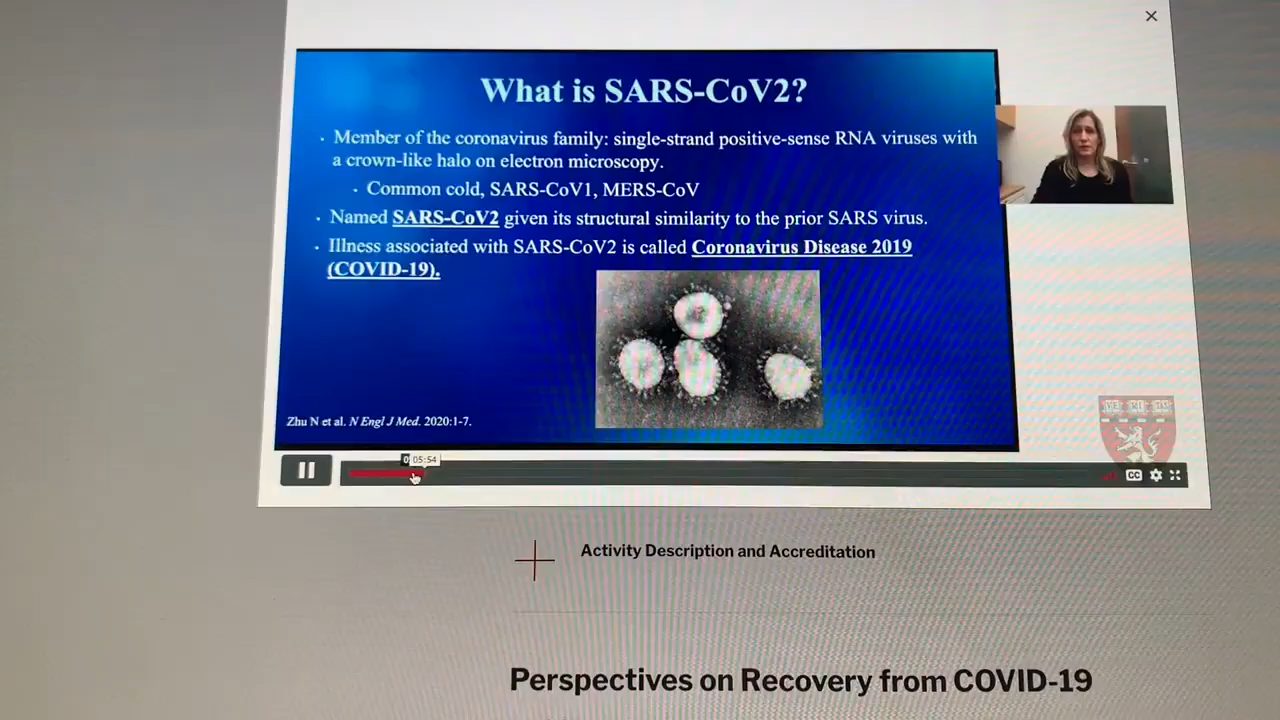 What is SARS-CoV2?
· Member of the coronavirus family: single-strand positive-sense RNA viruses with
a crown-like halo on electron microscopy.
· Common cold, SARS-CoV1, MERS-CoV
· Named SARS-CoV2 given its structural similarity to the prior SARS virus.
· Illness associated with SARS-CoV2 is called Coronavirus Disease 2019
(COVID-19).
Zhu N et al. N Engl J Med. 2020:1-7.
05:54
CC
Activity Description and Accreditation
Perspectives on Recovery from COVID-19